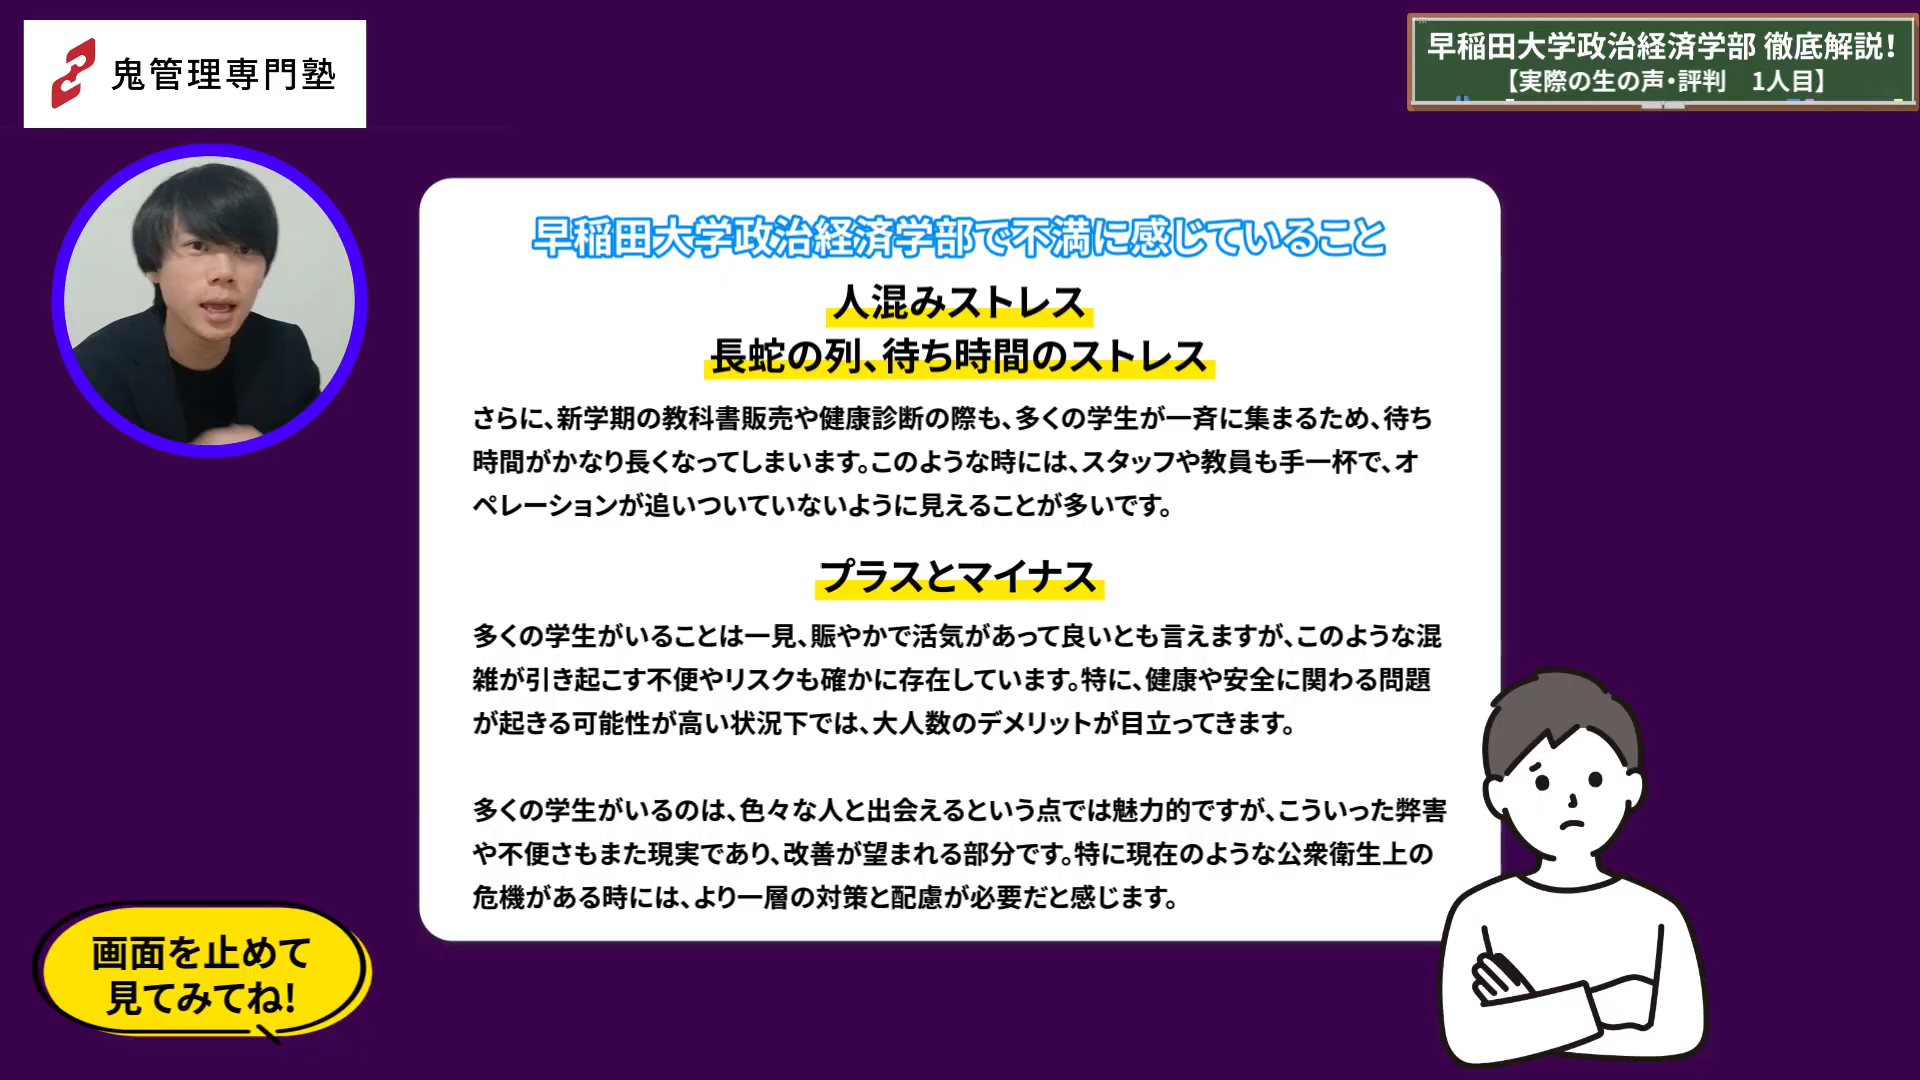 鬼管理専門塾
早稲田大学政治経済学部 徹底解説!
【実際の生の声・評判　1人目】
早稲田大学政治経済学部で不満に感じていること
人混みストレス
長蛇の列、待ち時間のストレス
さらに、新学期の教科書販売や健康診断の際も、多くの学生が一斉に集まるため、待ち
時間がかなり長くなってしまいます。このような時には、スタッフや教員も手一杯で、オ
ペレーションが追いついていないように見えることが多いです。
プラスとマイナス
多くの学生がいることは一見、賑やかで活気があって良いとも言えますが、このような混
雑が引き起こす不便やリスクも確かに存在しています。特に、健康や安全に関わる問題
が起きる可能性が高い状況下では、大人数のデメリットが目立ってきます。
多くの学生がいるのは、色々な人と出会えるという点では魅力的ですが、こういった弊害
や不便さもまた現実であり、改善が望まれる部分です。特に現在のような公衆衛生上の
危機がある時には、より一層の対策と配慮が必要だと感じます。
画面を止めて
見てみてね!